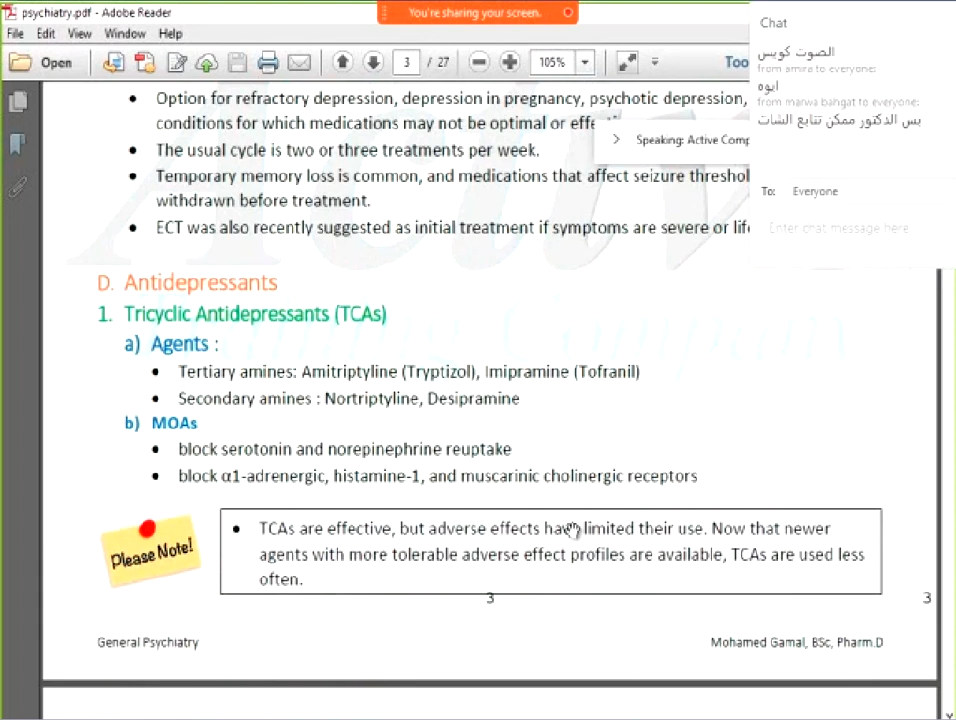 psychiatry.pdf - Adobe Reader
You're sharing your screen.
File Edit View Window Help
Open
3 / 27
105%
Chat
الصوت كويس
from amira to everyone:
ايوه
from marwa bahgat to everyone:
بس الدكتور ممكن تتابع الشات
Speaking: Active Comp
To: Everyone
Enter chat message here
Option for refractory depression, depression in pregnancy, psychotic depression,
conditions for which medications may not be optimal or
The usual cycle is two or three treatments per week.
Temporary memory loss is common, and medications that affect seizure
withdrawn before treatment.
ECT was also recently suggested as initial treatment if symptoms are severe or
D. Antidepressants
1. Tricyclic Antidepressants (TCAs)
a) Agents :
Tertiary amines: Amitriptyline (Tryptizol), Imipramine (Tofranil)
Secondary amines : Nortriptyline, Desipramine
b) MOAs
block serotonin and norepinephrine reuptake
block α1-adrenergic, histamine-1, and muscarinic cholinergic receptors
Please Note!
TCAs are effective, but adverse effects have limited their use. Now that newer
agents with more tolerable adverse effect profiles are available, TCAs are used less
often.
3
3
General Psychiatry
Mohamed Gamal, BSc, Pharm.D